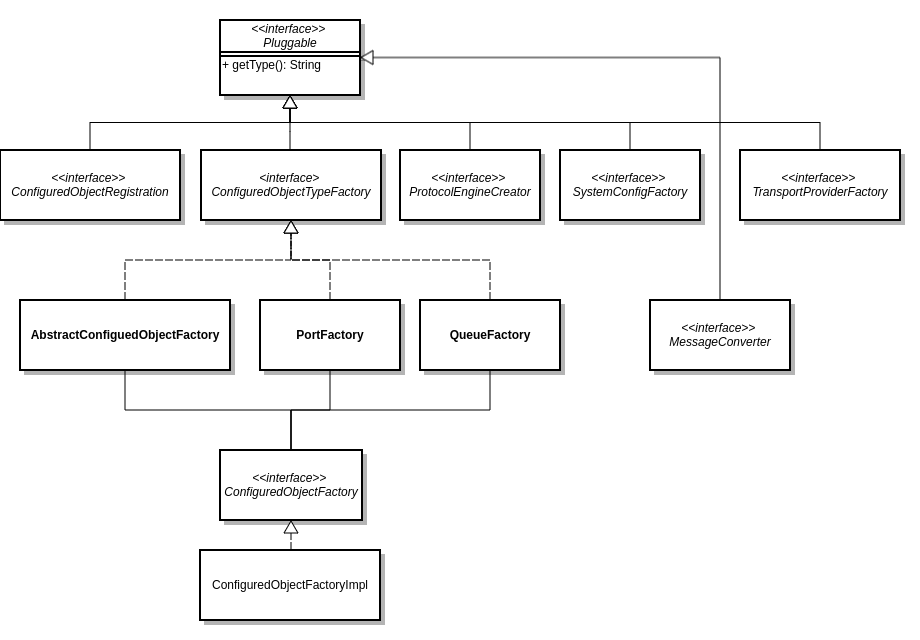 <<interface>>
Pluggable
+ getType(): String
<<interface>>
ConfiguredObjectRegistration
<interface>
ConfiguredObjectTypeFactory
<<interface>>
ProtocolEngineCreator
<<interface>>
SystemConfigFactory
<<interface>>
TransportProviderFactory
AbstractConfiguedObjectFactory
PortFactory
QueueFactory
<<interface>>
MessageConverter
<<interface>>
ConfiguredObjectFactory
ConfiguredObjectFactoryImpl